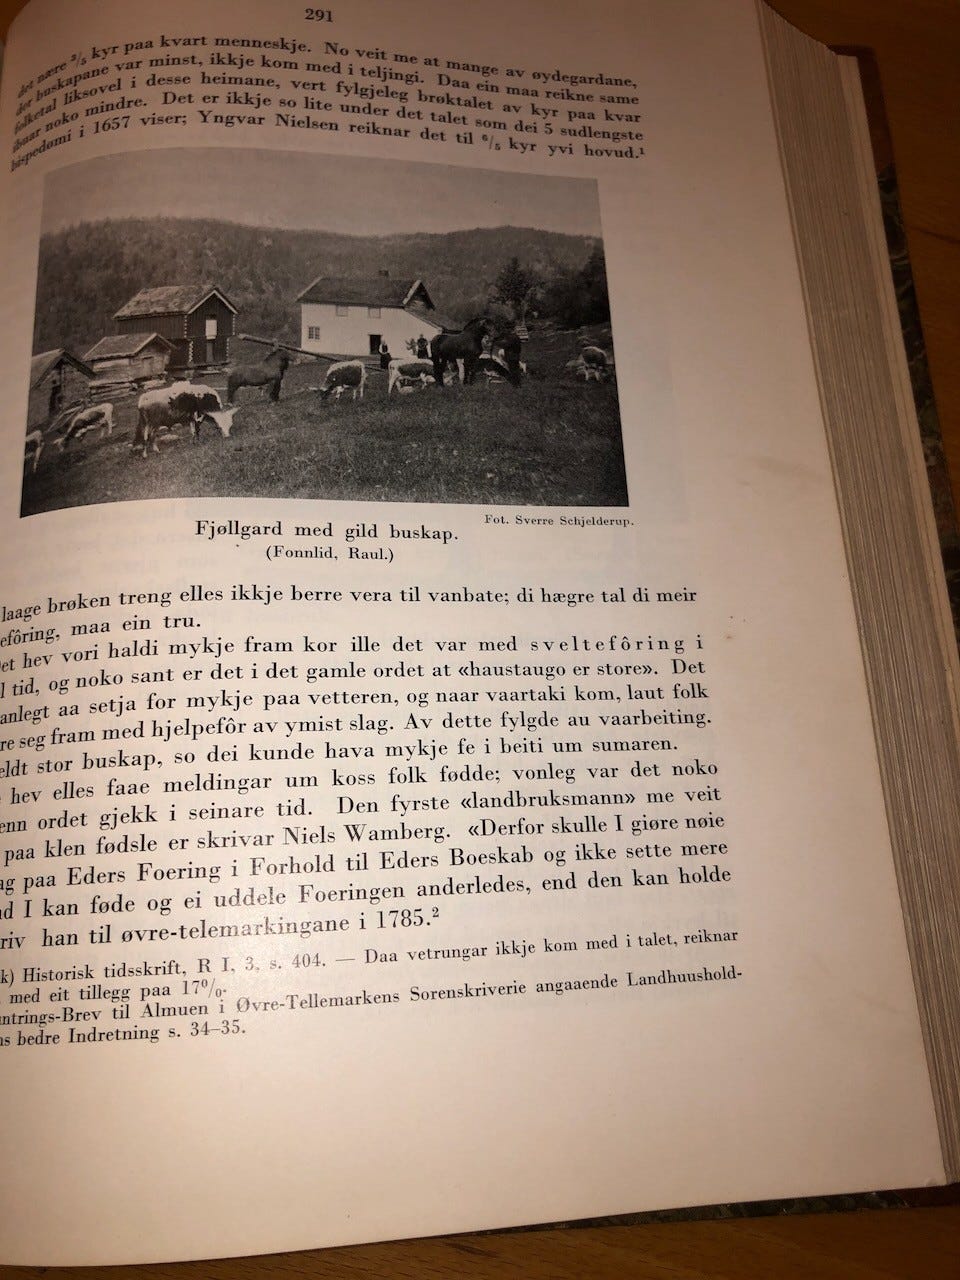 291
det nære ²/₅ kyr paa kvart menneskje. No veit me at mange av øydegardane,
der buskapane var minst, ikkje kom med i teljingi. Daa ein maa reikne same
folketal liksovel i desse heimane, vert fylgjeleg brøktalet av kyr paa kvar
ibuar noko mindre. Det er ikkje so lite under det talet som dei 5 sudlengste
bispedømi i 1657 viser; Yngvar Nielsen reiknar det til ⁶/₅ kyr yvi hovud.¹
Fot. Sverre Schjelderup.
Fjøllgard med gild buskap.
(Fonnlid, Raul.)
laage brøken treng elles ikkje berre vera til vanbate; di hægre tal di meir
efôring, maa ein tru.
et hev vori haldi mykje fram kor ille det var med sveltefôring i
l tid, og noko sant er det i det gamle ordet at «haustaugo er store». Det
anlegt aa setja for mykje paa vetteren, og naar vaartaki kom, laut folk
re seg fram med hjelpefôr av ymist slag. Av dette fylgde au vaarbeiting.
eldt stor buskap, so dei kunde hava mykje fe i beiti um sumaren.
hev elles faae meldingar um koss folk fødde; vonleg var det noko
enn ordet gjekk i seinare tid. Den fyrste «landbruksmann» me veit
paa klen fødsle er skrivar Niels Wamberg. «Derfor skulle I giøre nøie
ag paa Eders Foering i Forhold til Eders Boeskab og ikke sette mere
d I kan føde og ei uddele Foeringen anderledes, end den kan holde
riv han til øvre-telemarkingane i 1785.²
k) Historisk tidsskrift, R I, 3, s. 404. — Daa vetrungar ikkje kom med i talet, reiknar
med eit tillegg paa 17%.
ntrings-Brev til Almuen i Øvre-Tellemarkens Sorenskriverie angaaende Landhuushold-
s bedre Indretning s. 34–35.